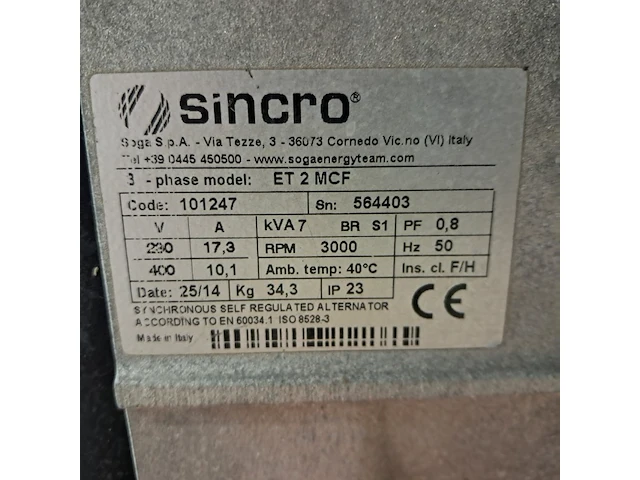 sincro®
Soga S.p.A. - Via Tezze, 3 - 36073 Cornedo Vic.no (VI) Italy
Tel +39 0445 450500 - www.sogaenergyteam.com
3 - phase model: ET 2 MCF
Code: 101247 Sn: 564403
V A kVA 7 BR S1 PF 0,8
230 17,3 RPM 3000 Hz 50
400 10,1 Amb. temp: 40°C Ins. cl. F/H
Date: 25/14 Kg 34,3 IP 23 CE
SYNCHRONOUS SELF REGULATED ALTERNATOR
ACCORDING TO EN 60034.1 ISO 8528-3
Made in Italy